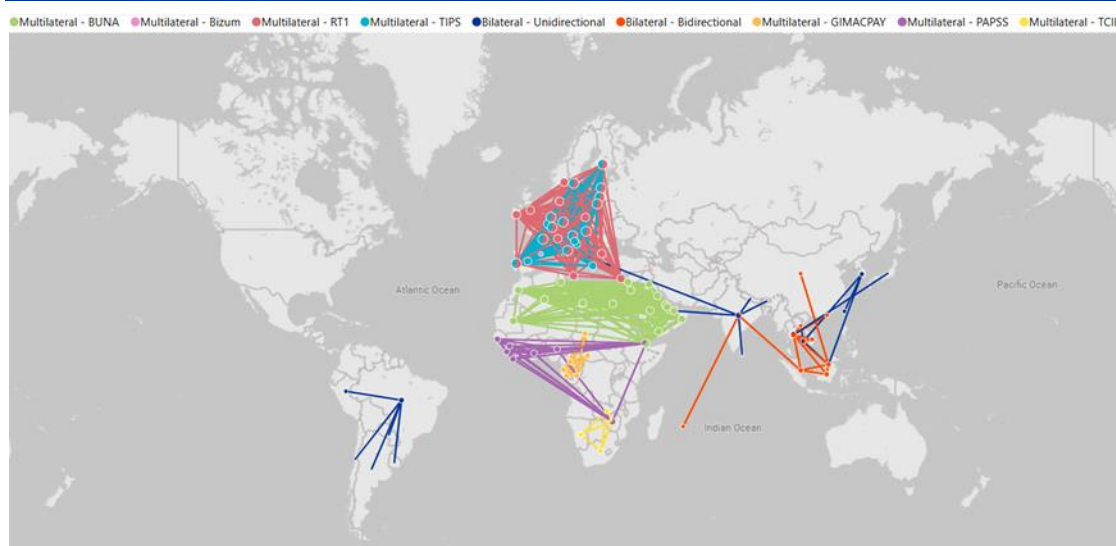 Multilateral - BUNA Multilateral - Bizum Multilateral - RT1 Multilateral - TIPS Bilateral - Unidirectional Bilateral - Bidirectional Multilateral - GIMACPAY Multilateral - PAPSS Multilateral - TCI
Atlantic Ocean
Pacific Ocean
Indian Ocean